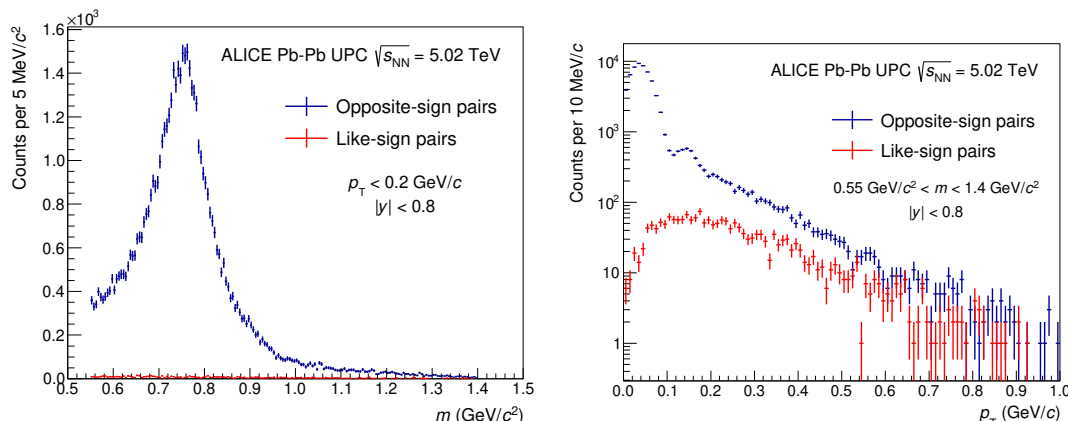 ×10³
1.6
1.4
1.2
1.0
0.8
0.6
0.4
0.2
0.0
Counts per 5 MeV/c²
ALICE Pb-Pb UPC √sNN = 5.02 TeV
Opposite-sign pairs
Like-sign pairs
pT < 0.2 GeV/c
|y| < 0.8
0.5 0.6 0.7 0.8 0.9 1.0 1.1 1.2 1.3 1.4 1.5
m (GeV/c²)
10⁴
10³
10²
10
1
Counts per 10 MeV/c
ALICE Pb-Pb UPC √sNN = 5.02 TeV
Opposite-sign pairs
Like-sign pairs
0.55 GeV/c² < m < 1.4 GeV/c²
|y| < 0.8
0.0 0.1 0.2 0.3 0.4 0.5 0.6 0.7 0.8 0.9 1.0
pT (GeV/c)